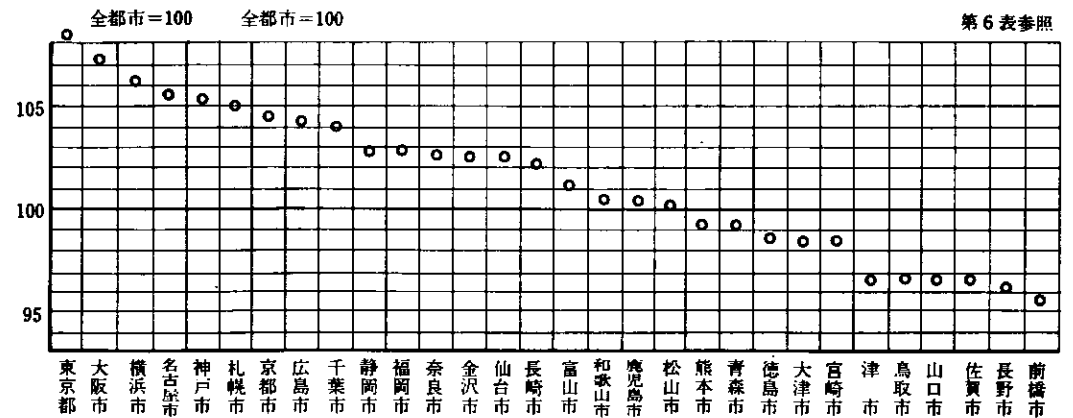 全都市=100 全都市=100 第6表参照
105
100
95
東京都 大阪市 横浜市 名古屋市 神戸市 札幌市 京都市 広島市 千葉市 静岡市 福岡市 奈良市 金沢市 仙台市 長崎市 富山市 和歌山市 鹿児島市 松山市 熊本市 青森市 徳島市 大津市 宮崎市 津市 鳥取市 山口市 佐賀市 長野市 前橋市